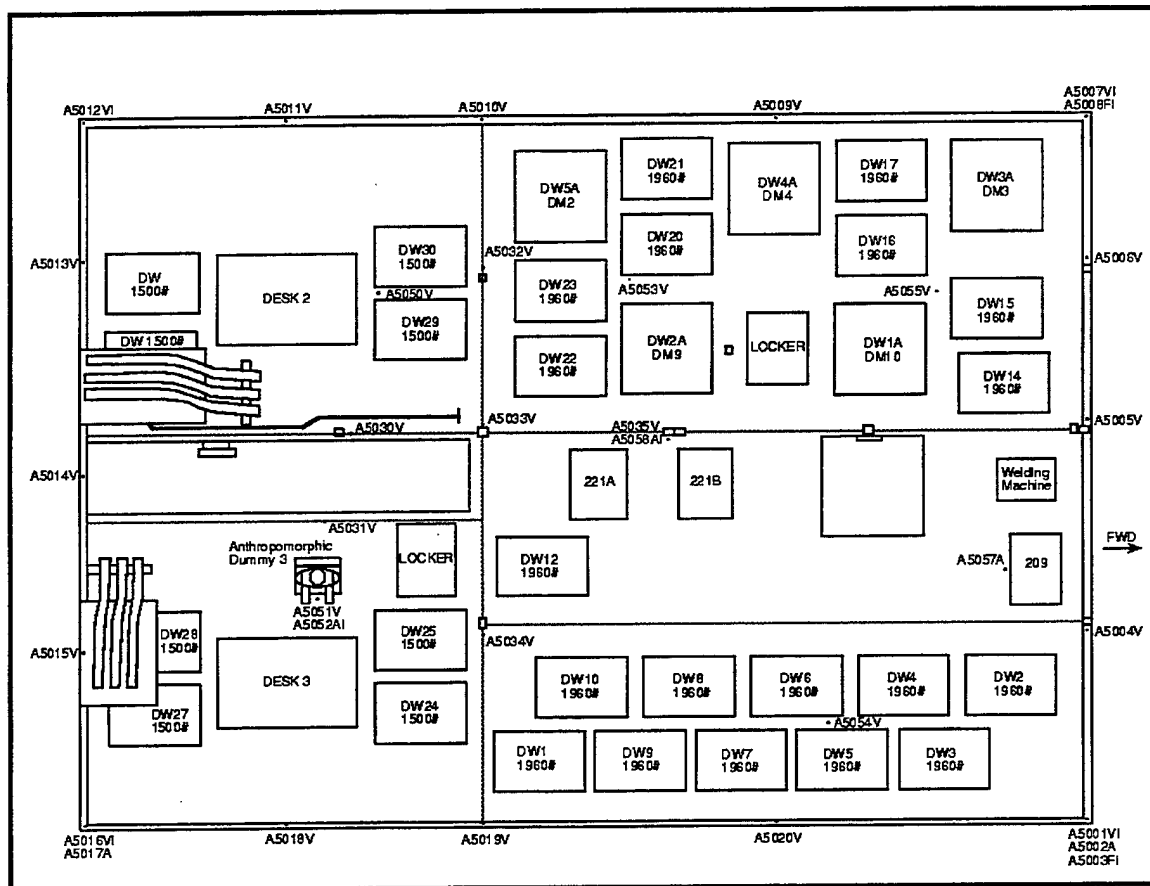 A5007VI
A5008FI
A5012VI
A5011V
A5010V
A5009V
DW5A
DM2
DW21
1960#
DW4A
DM4
DW17
1960#
DW3A
DM3
DW20
1960#
DW16
1960#
DW30
1500#
A5032V
A5006V
A5013V
DW
1500#
DESK 2
A5050V
DW23
1960#
A5053V
A5055V
DW15
1960#
DW29
1500#
DW1500#
DW22
1960#
DW2A
DM9
LOCKER
DW1A
DM10
DW14
1960#
A5033V
A5030V
A5035V
A5058AI
A5005V
A5014V
221A
221B
Welding
Machine
A5031V
Anthropomorphic
Dummy 3
LOCKER
DW12
1960#
A5057A
209
FWD
A5051V
A5052AI
DW28
1500#
DW25
1500#
A5034V
A5004V
A5015V
DESK 3
DW10
1960#
DW8
1960#
DW6
1960#
DW4
1960#
DW2
1960#
DW27
1500#
DW24
1500#
A5054V
DW1
1960#
DW9
1960#
DW7
1960#
DW5
1960#
DW3
1960#
A5016VI
A5017A
A5018V
A5019V
A5020V
A5001VI
A5002A
A5003FI